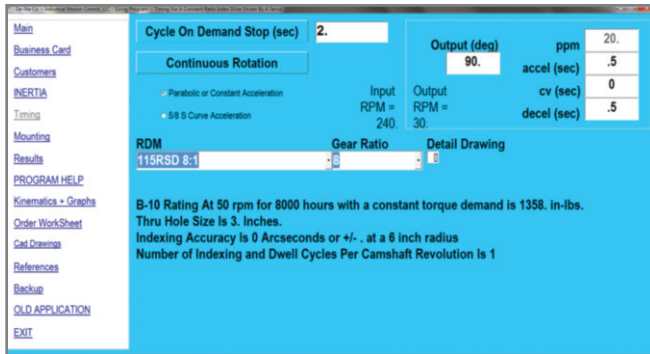 Main
Business Card
Customers
INERTIA
Timing
Mounting
Results
PROGRAM HELP
Kinematics + Graphs
Order WorkSheet
Cad Drawings
References
Backup
OLD APPLICATION
EXIT
Cycle On Demand Stop (sec) 2.
Continuous Rotation
Parabolic or Constant Acceleration
5/8 S Curve Acceleration
Input RPM = 240.
Output RPM = 30.
Output (deg)
90.
ppm 20.
accel (sec) .5
cv (sec) 0
decel (sec) .5
RDM Gear Ratio Detail Drawing
115RSD 8:1 8
B-10 Rating At 50 rpm for 8000 hours with a constant torque demand is 1358. in-lbs.
Thru Hole Size Is 3. Inches.
Indexing Accuracy Is 0 Arcseconds or +/- . at a 6 inch radius
Number of Indexing and Dwell Cycles Per Camshaft Revolution Is 1